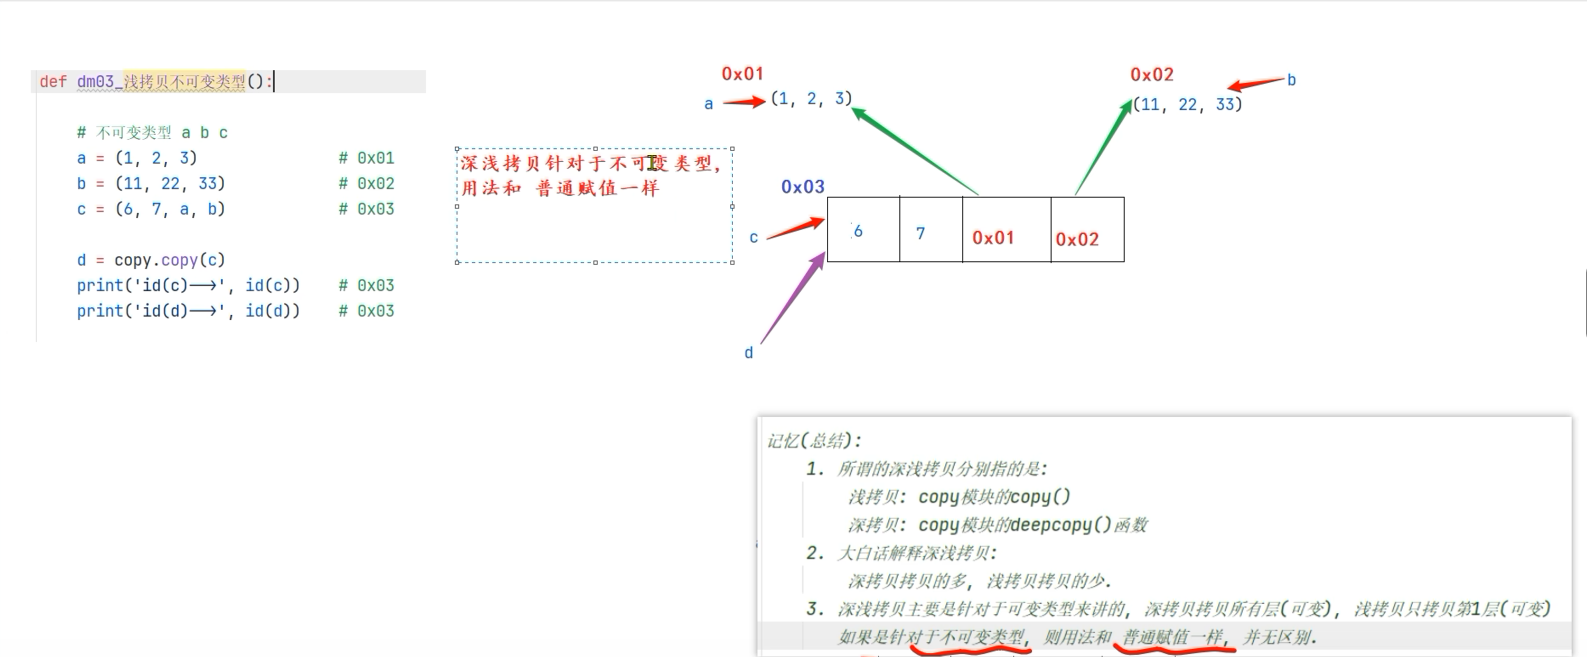 def dm03_浅拷贝不可变类型():
# 不可变类型 a b c
a = (1, 2, 3) # 0x01
b = (11, 22, 33) # 0x02
c = (6, 7, a, b) # 0x03
d = copy.copy(c)
print('id(c)-->', id(c)) # 0x03
print('id(d)-->', id(d)) # 0x03
深浅拷贝针对于不可变类型,
用法和 普通赋值一样
0x01
a
(1, 2, 3)
0x02
b
(11, 22, 33)
0x03
c
6 7 0x01 0x02
d
记忆(总结):
1. 所谓的深浅拷贝分别指的是:
浅拷贝: copy模块的copy()
深拷贝: copy模块的deepcopy()函数
2. 大白话解释深浅拷贝:
深拷贝拷贝的多, 浅拷贝拷贝的少.
3. 深浅拷贝主要是针对于可变类型来讲的, 深拷贝拷贝所有层(可变), 浅拷贝只拷贝第1层(可变)
如果是针对于不可变类型, 则用法和 普通赋值一样, 并无区别.